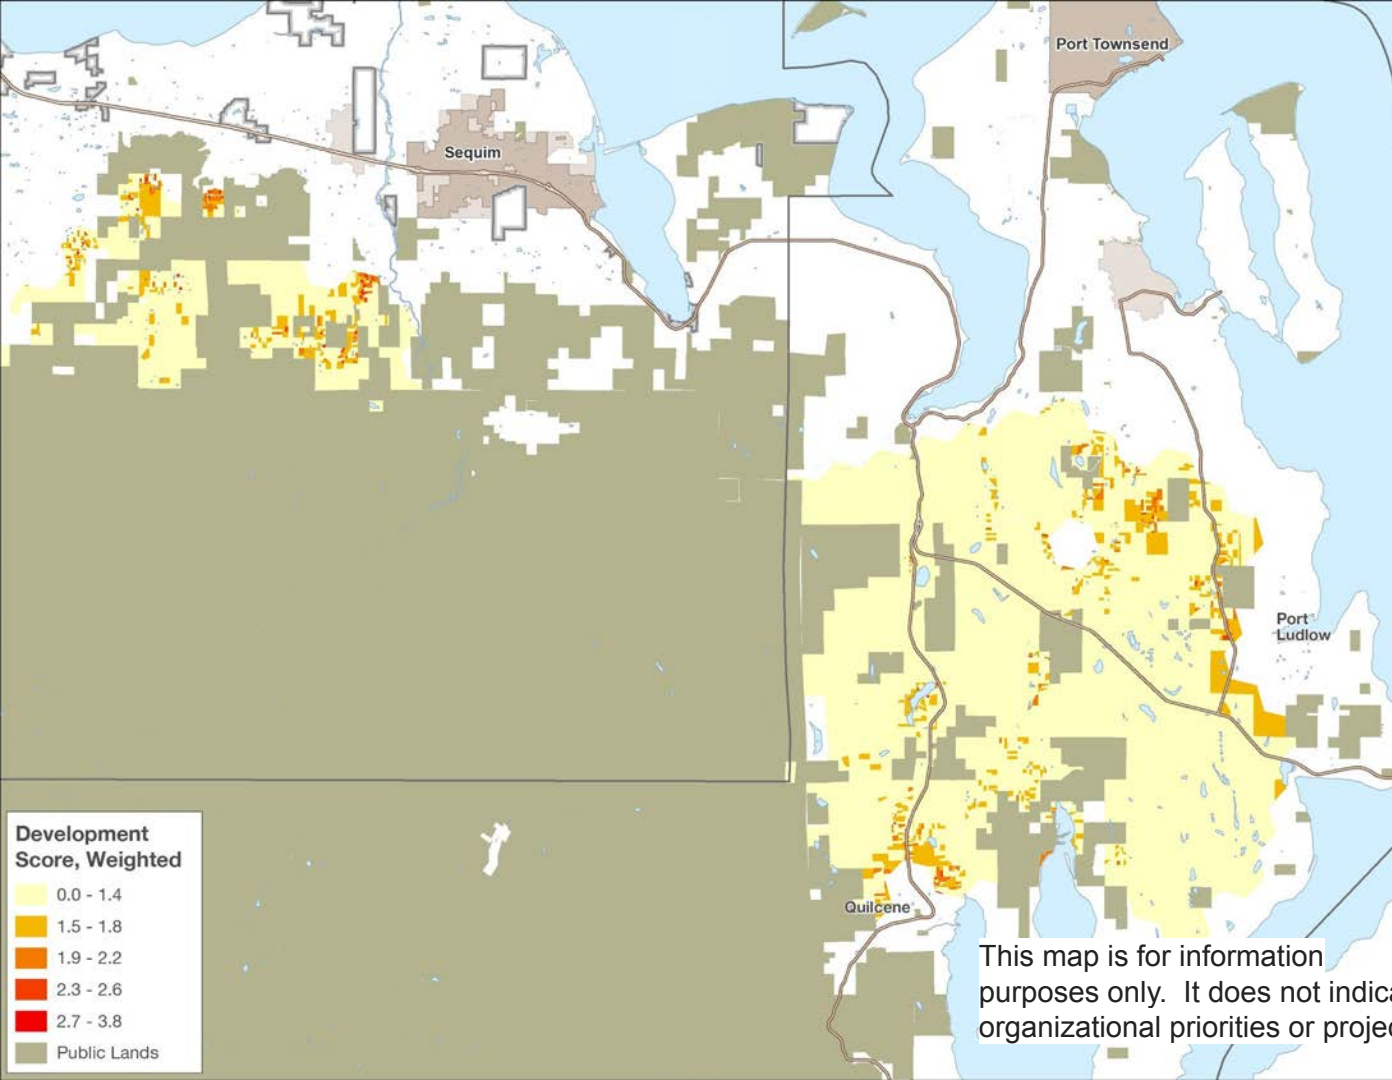 Port Townsend
Sequim
Port
Ludlow
Quilcene
Development
Score, Weighted
0.0 - 1.4
1.5 - 1.8
1.9 - 2.2
2.3 - 2.6
2.7 - 3.8
Public Lands
This map is for information
purposes only.  It does not indica
organizational priorities or projec